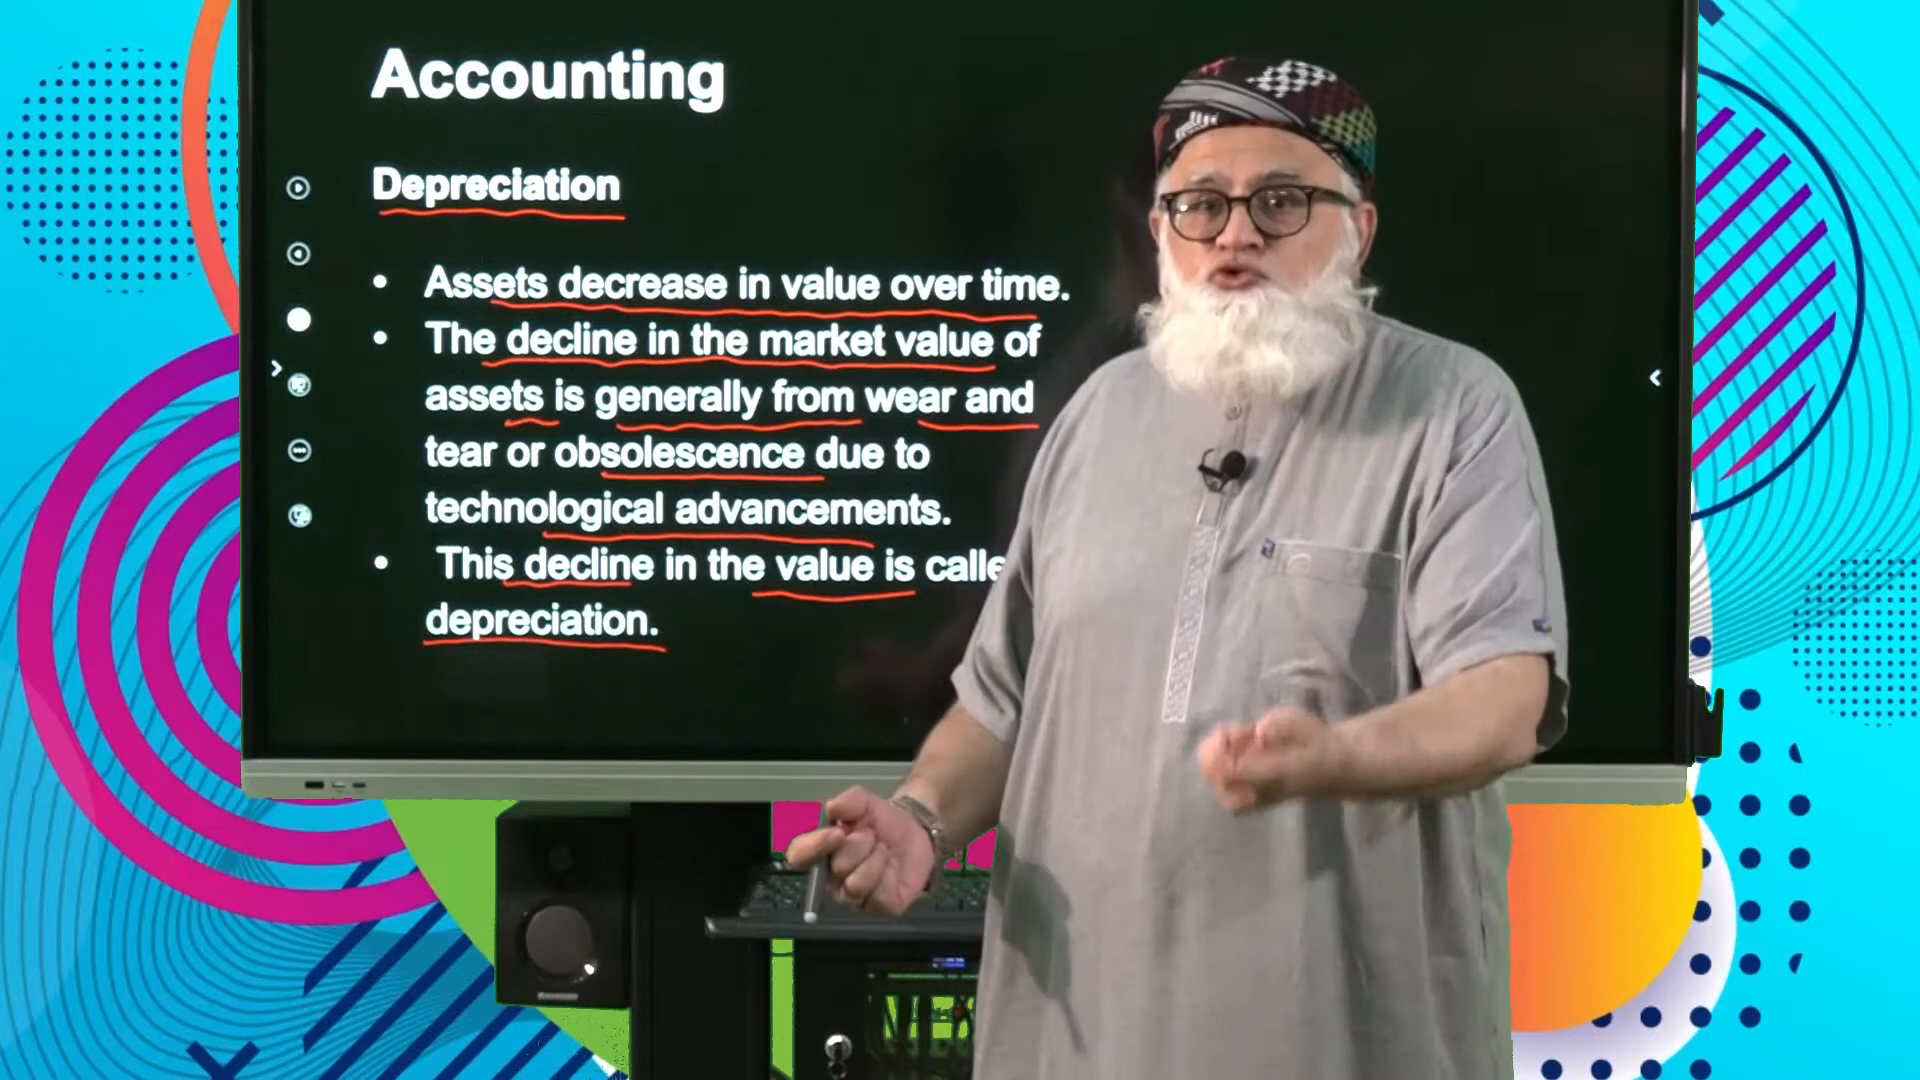 Accounting
Depreciation
• Assets decrease in value over time.
• The decline in the market value of
assets is generally from wear and
tear or obsolescence due to
technological advancements.
• This decline in the value is calle
depreciation.